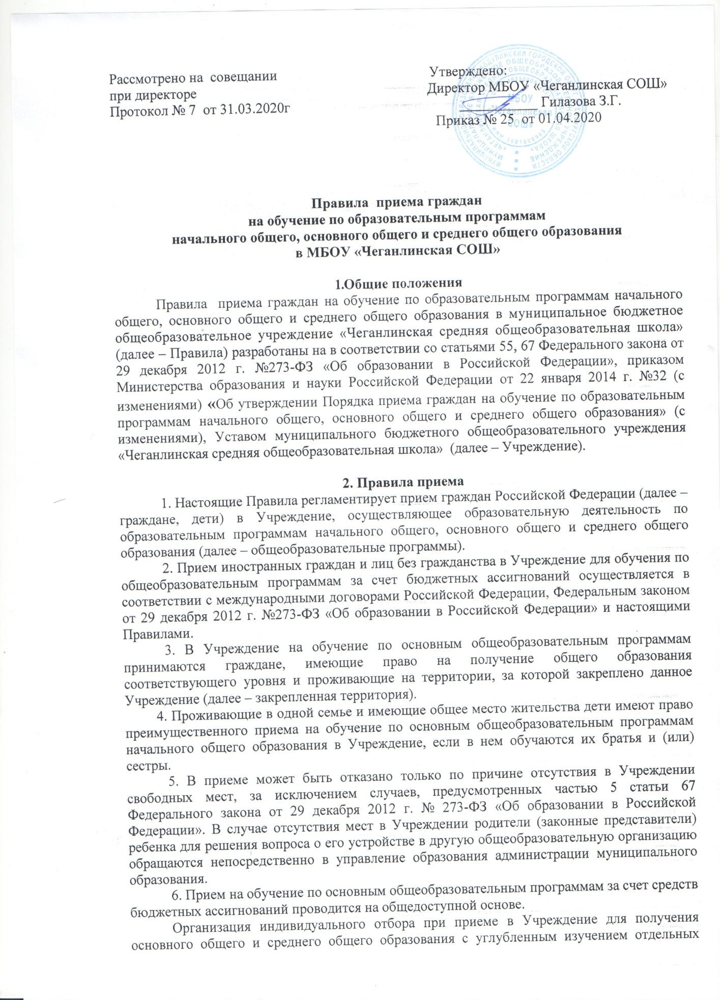 Рассмотрено на совещании
при директоре
Протокол № 7 от 31.03.2020г
Утверждено:
Директор МБОУ «Чеганлинская СОШ»
Гилазова З.Г.
Приказ № 25 от 01.04.2020
МБОУ
«Чеганлинская
СОШ»
Правила приема граждан
на обучение по образовательным программам
начального общего, основного общего и среднего общего образования
в МБОУ «Чеганлинская СОШ»
1.Общие положения
Правила приема граждан на обучение по образовательным программам начального
общего, основного общего и среднего общего образования в муниципальное бюджетное
общеобразовательное учреждение «Чеганлинская средняя общеобразовательная школа»
(далее – Правила) разработаны на в соответствии со статьями 55, 67 Федерального закона от
29 декабря 2012 г. №273-ФЗ «Об образовании в Российской Федерации», приказом
Министерства образования и науки Российской Федерации от 22 января 2014 г. №32 (с
изменениями) «Об утверждении Порядка приема граждан на обучение по образовательным
программам начального общего, основного общего и среднего общего образования» (с
изменениями), Уставом муниципального бюджетного общеобразовательного учреждения
«Чеганлинская средняя общеобразовательная школа» (далее – Учреждение).
2. Правила приема
1. Настоящие Правила регламентирует прием граждан Российской Федерации (далее –
граждане, дети) в Учреждение, осуществляющее образовательную деятельность по
образовательным программам начального общего, основного общего и среднего общего
образования (далее – общеобразовательные программы).
2. Прием иностранных граждан и лиц без гражданства в Учреждение для обучения по
общеобразовательным программам за счет бюджетных ассигнований осуществляется в
соответствии с международными договорами Российской Федерации, Федеральным законом
от 29 декабря 2012 г. №273-ФЗ «Об образовании в Российской Федерации» и настоящими
Правилами.
3. В Учреждение на обучение по основным общеобразовательным программам
принимаются граждане, имеющие право на получение общего образования
соответствующего уровня и проживающие на территории, за которой закреплено данное
Учреждение (далее – закрепленная территория).
4. Проживающие в одной семье и имеющие общее место жительства дети имеют право
преимущественного приема на обучение по основным общеобразовательным программам
начального общего образования в Учреждение, если в нем обучаются их братья и (или)
сестры.
5. В приеме может быть отказано только по причине отсутствия в Учреждении
свободных мест, за исключением случаев, предусмотренных частью 5 статьи 67
Федерального закона от 29 декабря 2012 г. № 273-ФЗ «Об образовании в Российской
Федерации». В случае отсутствия мест в Учреждении родители (законные представители)
ребенка для решения вопроса о его устройстве в другую общеобразовательную организацию
обращаются непосредственно в управление образования администрации муниципального
образования.
6. Прием на обучение по основным общеобразовательным программам за счет средств
бюджетных ассигнований проводится на общедоступной основе.
Организация индивидуального отбора при приеме в Учреждение для получения
основного общего и среднего общего образования с углубленным изучением отдельных